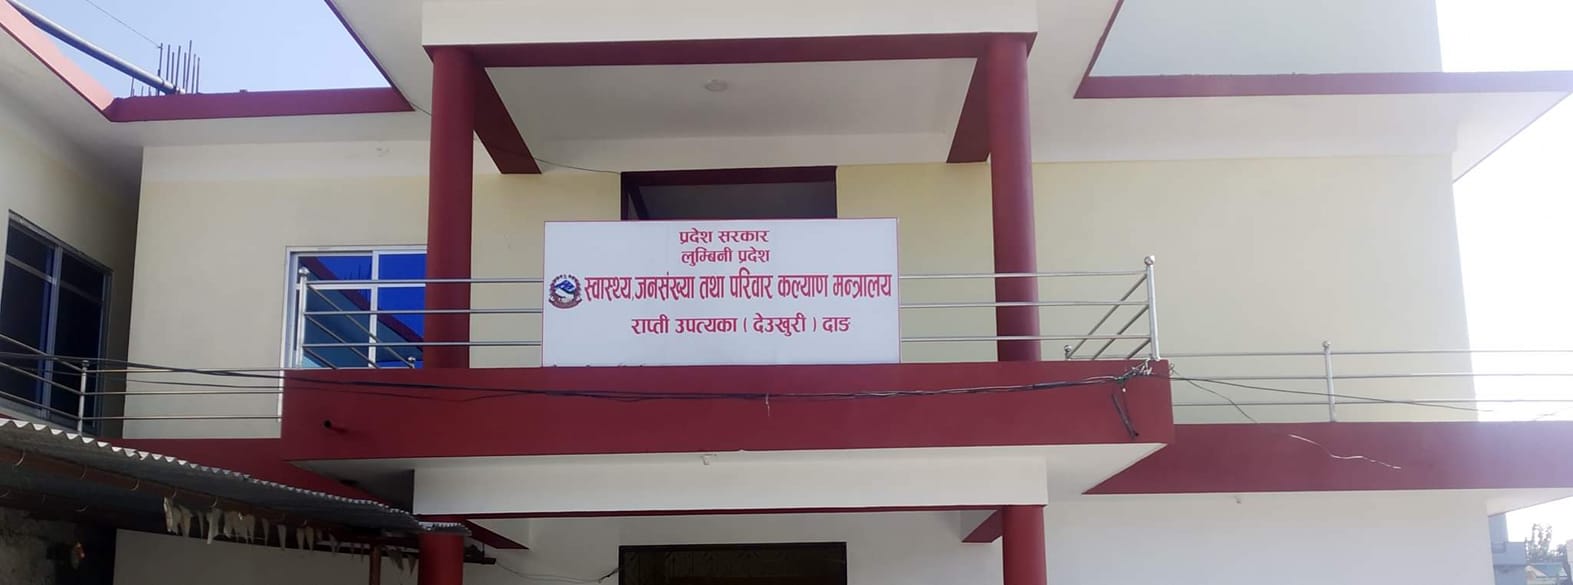 प्रदेश सरकार
लुम्बिनी प्रदेश
स्वास्थ्य, जनसंख्या तथा परिवार कल्याण मन्त्रालय
राप्ती उपत्यका ( देउखुरी ) दाङ